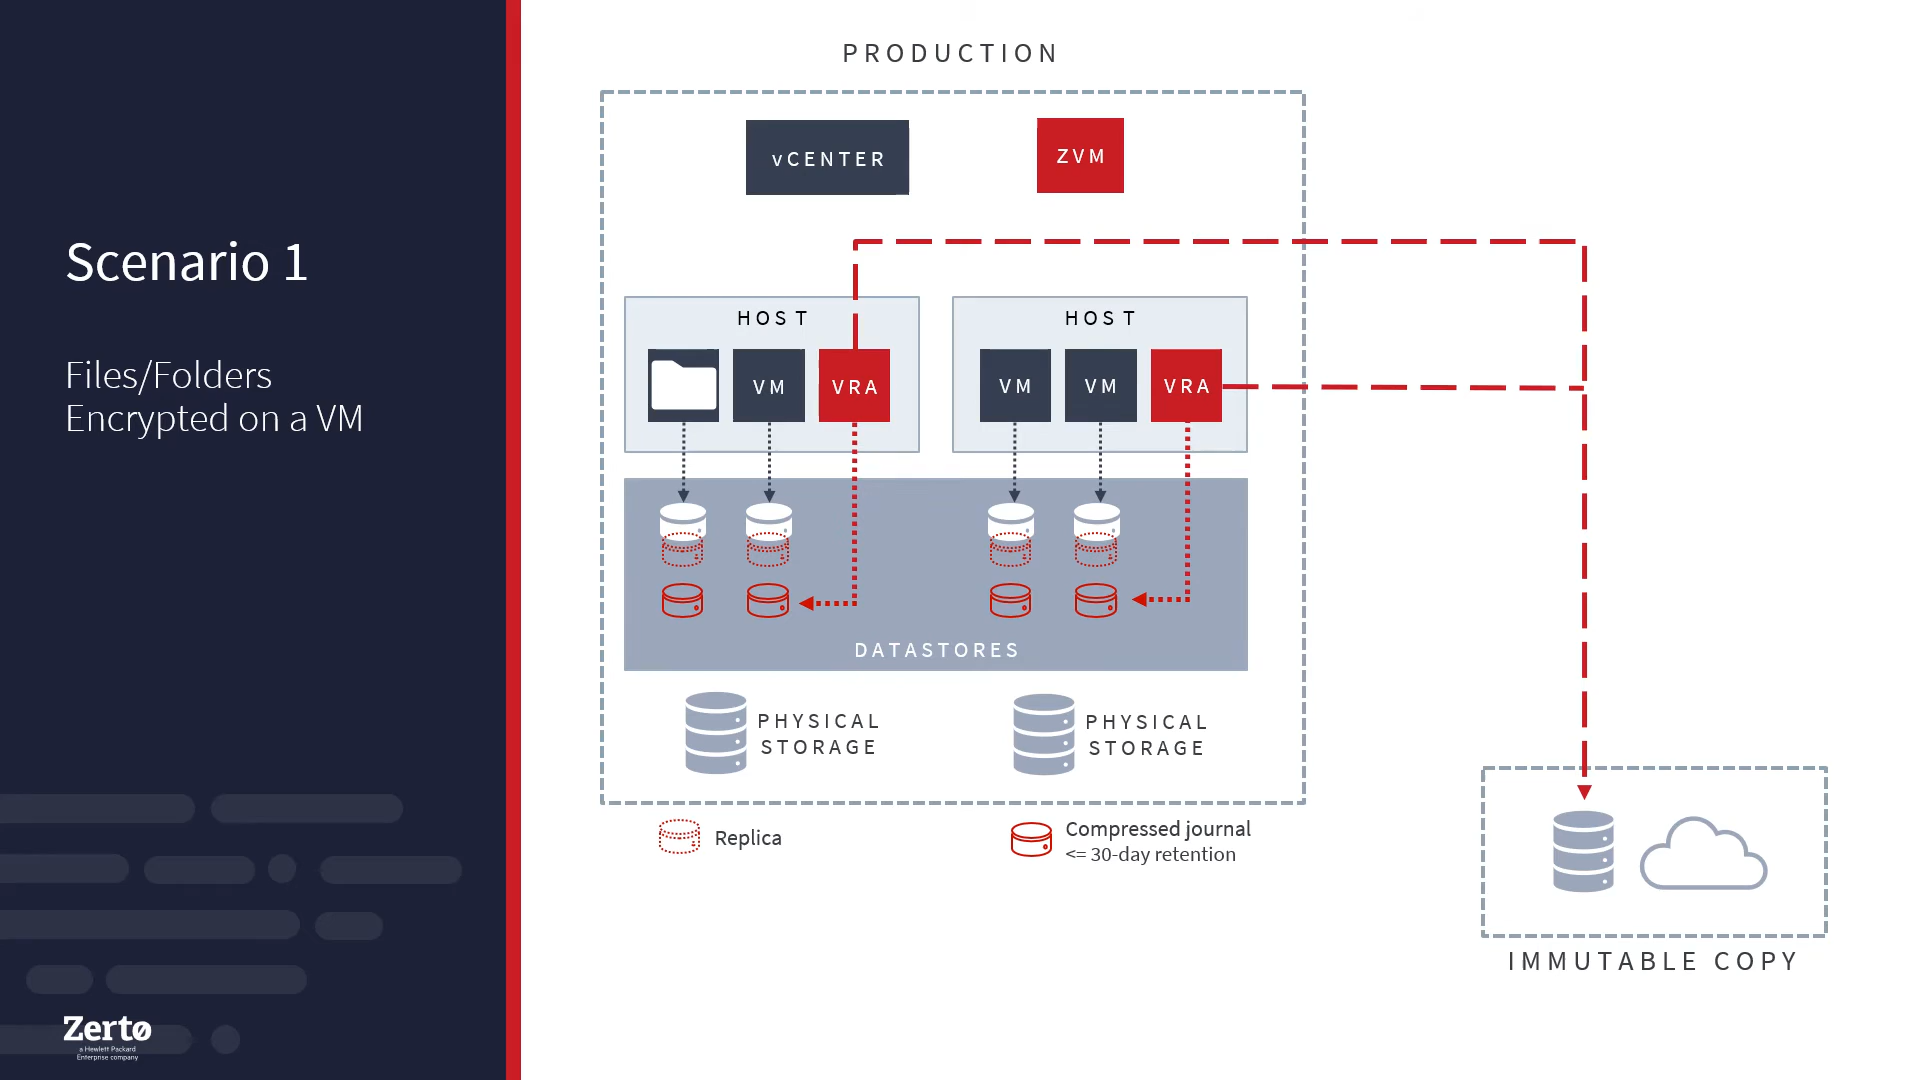 Scenario 1
Files/Folders
Encrypted on a VM
Zertø
a Hewlett Packard
Enterprise company
PRODUCTION
vCENTER
ZVM
HOST
HOST
VM
VRA
VM
VM
VRA
DATASTORES
PHYSICAL
STORAGE
PHYSICAL
STORAGE
Replica
Compressed journal
<= 30-day retention
IMMUTABLE COPY